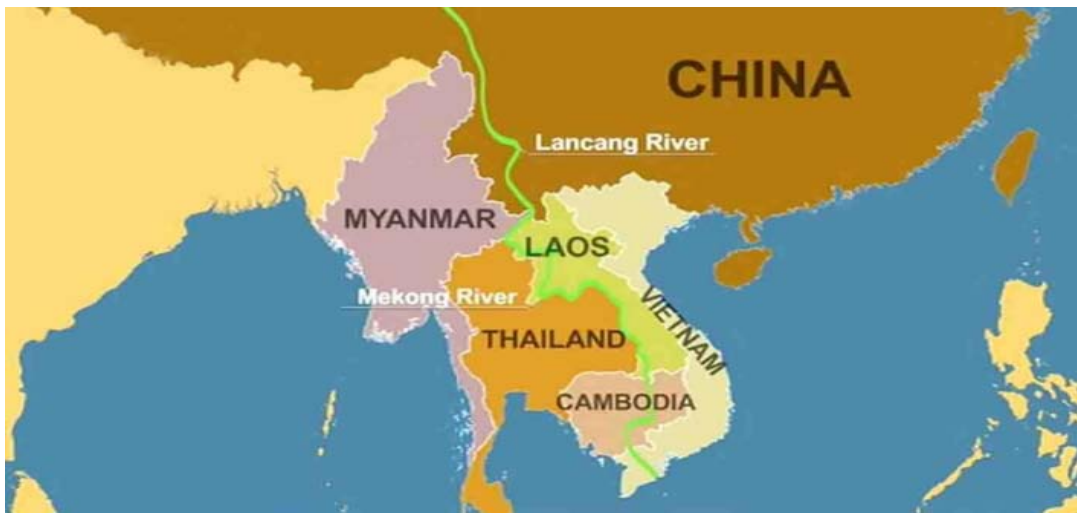 CHINA
Lancang River
MYANMAR
LAOS
Mekong River
VIETNAM
THAILAND
CAMBODIA